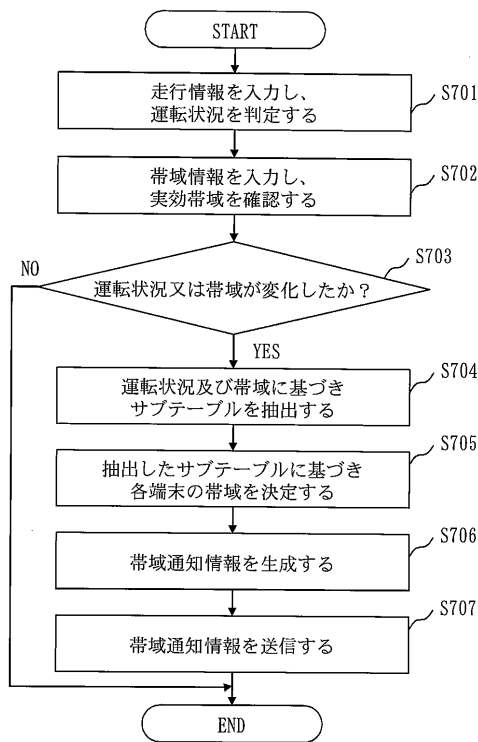 START
走行情報を入力し、
運転状況を判定する
S701
帯域情報を入力し、
実効帯域を確認する
S702
運転状況又は帯域が変化したか？
S703
NO
YES
運転状況及び帯域に基づき
サブテーブルを抽出する
S704
抽出したサブテーブルに基づき
各端末の帯域を決定する
S705
帯域通知情報を生成する
S706
帯域通知情報を送信する
S707
END